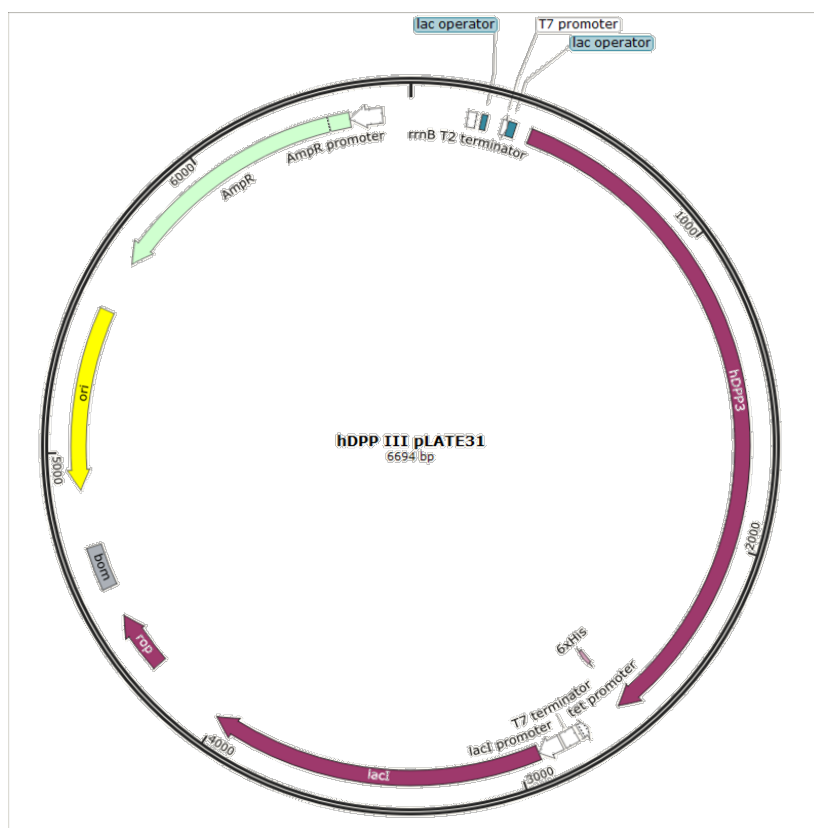 lac operator
T7 promoter
lac operator
rrnB T2 terminator
AmpR promoter
AmpR
6000
1000
hDPP3
ori
hDPP III pLATE31
6694 bp
5000
2000
bom
rop
6xHis
tet promoter
T7 terminator
lacI promoter
4000
lacI
3000